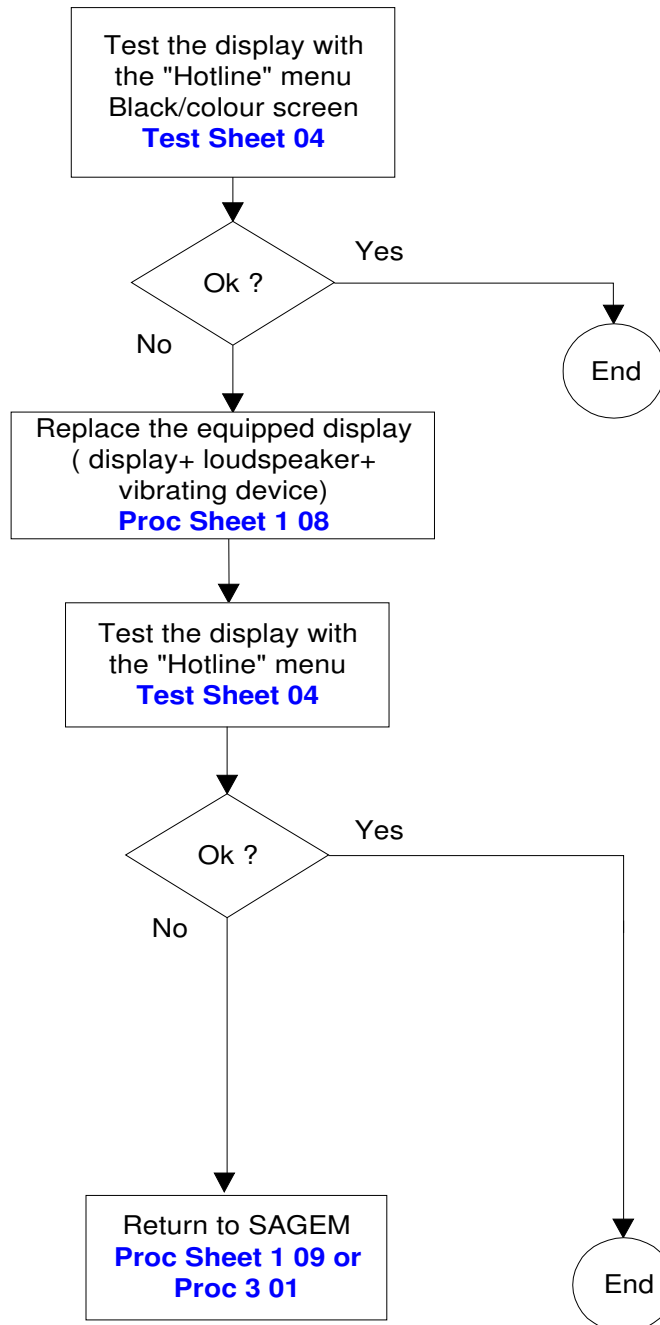 Test the display with
the "Hotline" menu
Black/colour screen
Test Sheet 04
Ok ?
Yes
No
End
Replace the equipped display
( display+ loudspeaker+
vibrating device)
Proc Sheet 1 08
Test the display with
the "Hotline" menu
Test Sheet 04
Ok ?
Yes
No
Return to SAGEM
Proc Sheet 1 09 or
Proc 3 01
End